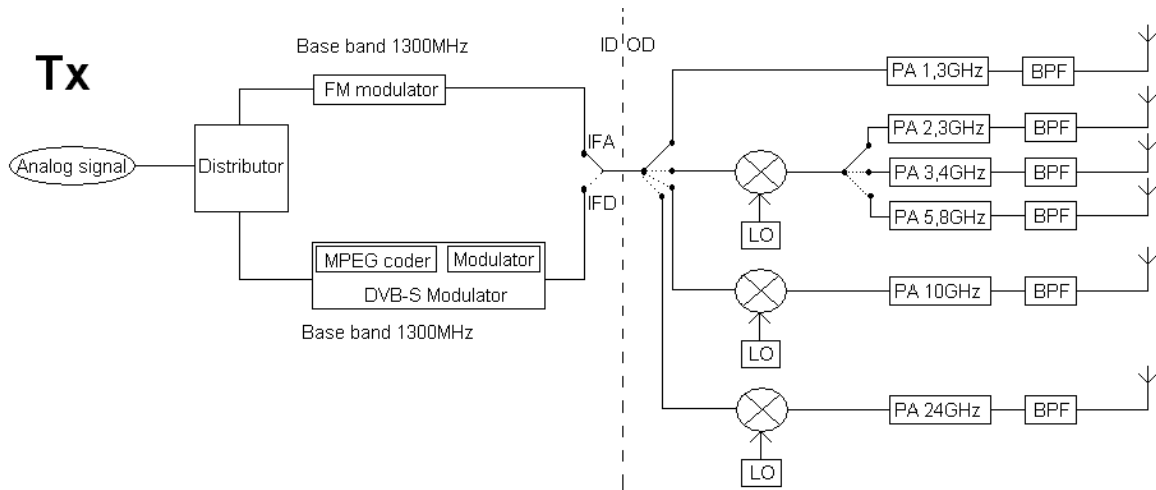 Tx
Base band 1300MHz
FM modulator
Analog signal
Distributor
MPEG coder
Modulator
DVB-S Modulator
Base band 1300MHz
IFA
IFD
ID
OD
PA 1,3GHz
BPF
PA 2,3GHz
BPF
PA 3,4GHz
BPF
PA 5,8GHz
BPF
LO
PA 10GHz
BPF
LO
PA 24GHz
BPF
LO